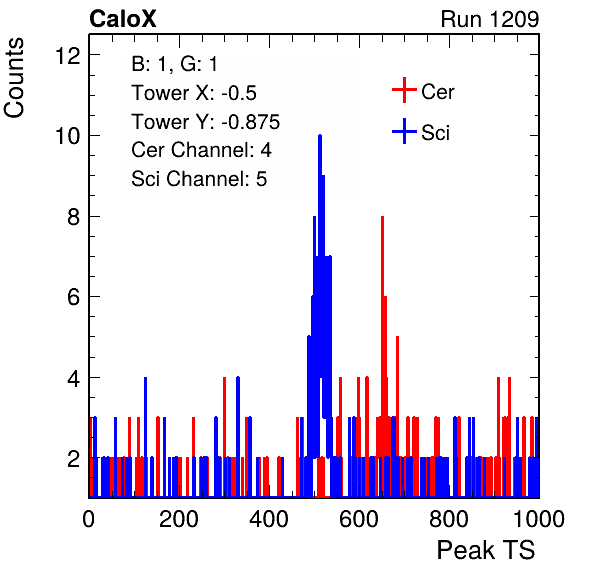 CaloX Run 1209
Counts
12
10
8
6
4
2
B: 1, G: 1
Tower X: -0.5
Tower Y: -0.875
Cer Channel: 4
Sci Channel: 5
Cer
Sci
0 200 400 600 800 1000
Peak TS